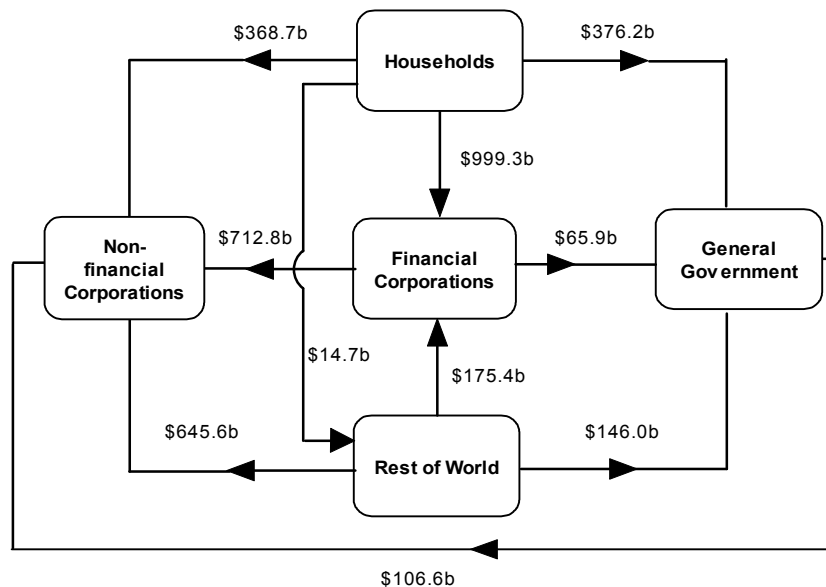 $368.7b
$376.2b
Households
$999.3b
Non-
financial
Corporations
$712.8b
Financial
Corporations
$65.9b
General
Government
$14.7b
$175.4b
$645.6b
$146.0b
Rest of World
$106.6b